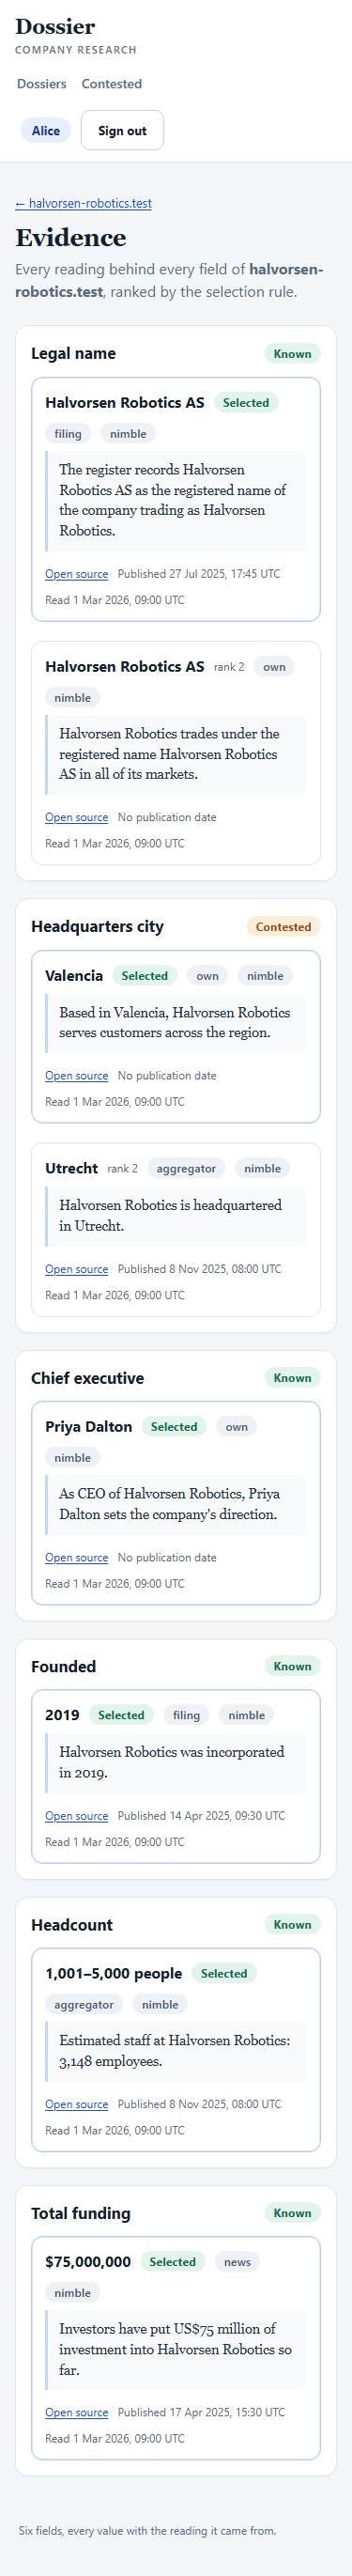 Dossier
COMPANY RESEARCH
Dossiers Contested
Alice Sign out
← halvorsen-robotics.test
Evidence
Every reading behind every field of halvorsen-
robotics.test, ranked by the selection rule.
Legal name Known
Halvorsen Robotics AS Selected
filing nimble
The register records Halvorsen
Robotics AS as the registered name of
the company trading as Halvorsen
Robotics.
Open source Published 27 Jul 2025, 17:45 UTC
Read 1 Mar 2026, 09:00 UTC
Halvorsen Robotics AS rank 2 own
nimble
Halvorsen Robotics trades under the
registered name Halvorsen Robotics
AS in all of its markets.
Open source No publication date
Read 1 Mar 2026, 09:00 UTC
Headquarters city Contested
Valencia Selected own nimble
Based in Valencia, Halvorsen Robotics
serves customers across the region.
Open source No publication date
Read 1 Mar 2026, 09:00 UTC
Utrecht rank 2 aggregator nimble
Halvorsen Robotics is headquartered
in Utrecht.
Open source Published 8 Nov 2025, 08:00 UTC
Read 1 Mar 2026, 09:00 UTC
Chief executive Known
Priya Dalton Selected own
nimble
As CEO of Halvorsen Robotics, Priya
Dalton sets the company's direction.
Open source No publication date
Read 1 Mar 2026, 09:00 UTC
Founded Known
2019 Selected filing nimble
Halvorsen Robotics was incorporated
in 2019.
Open source Published 14 Apr 2025, 09:30 UTC
Read 1 Mar 2026, 09:00 UTC
Headcount Known
1,001–5,000 people Selected
aggregator nimble
Estimated staff at Halvorsen Robotics:
3,148 employees.
Open source Published 8 Nov 2025, 08:00 UTC
Read 1 Mar 2026, 09:00 UTC
Total funding Known
$75,000,000 Selected news
nimble
Investors have put US$75 million of
investment into Halvorsen Robotics so
far.
Open source Published 17 Apr 2025, 15:30 UTC
Read 1 Mar 2026, 09:00 UTC
Six fields, every value with the reading it came from.